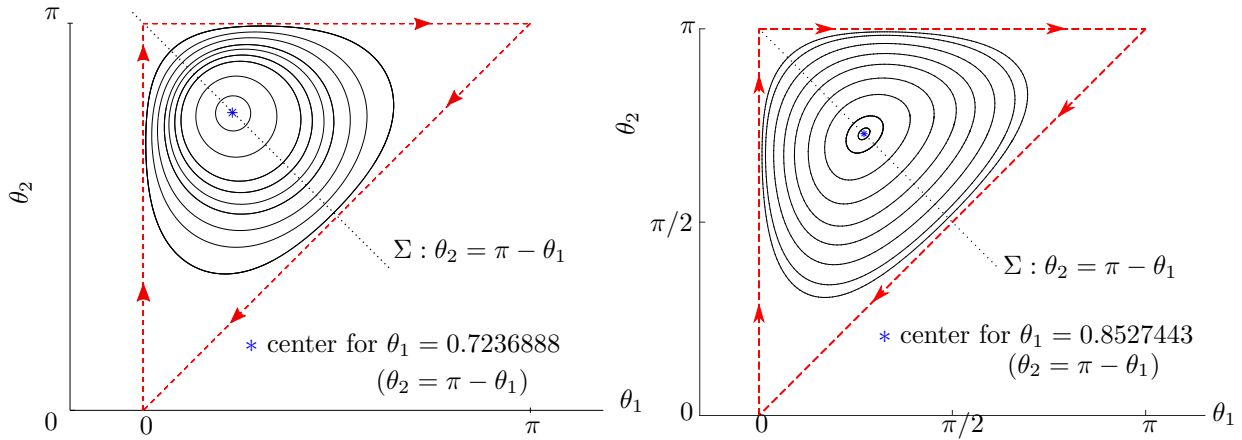 π
θ₂
Σ : θ₂ = π − θ₁
* center for θ₁ = 0.7236888
(θ₂ = π − θ₁)
0
0
π
θ₁
π
θ₂
π/2
Σ : θ₂ = π − θ₁
* center for θ₁ = 0.8527443
(θ₂ = π − θ₁)
0
0
π/2
π
θ₁